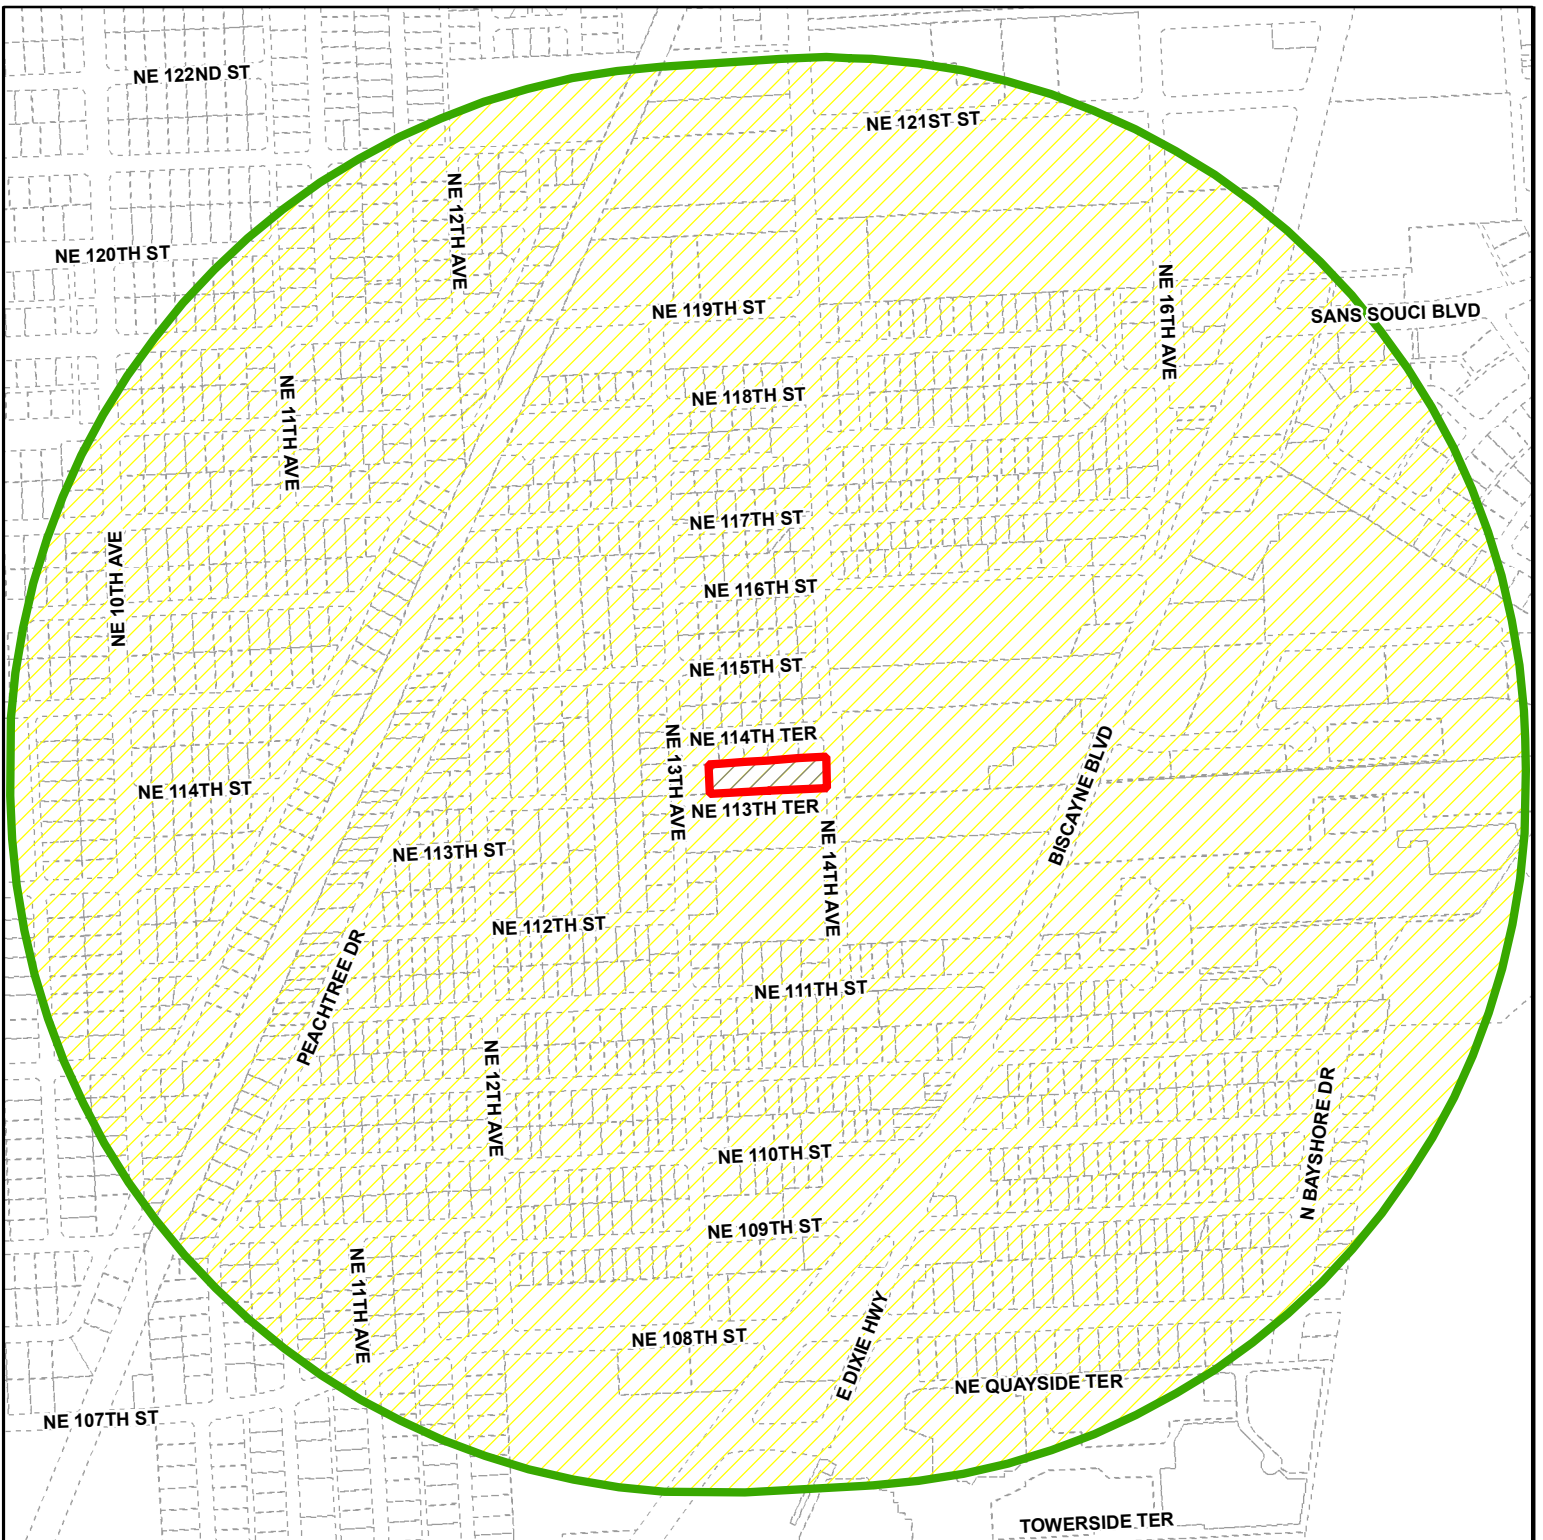 NE 122ND ST
NE 121ST ST
NE 12TH AVE
NE 120TH ST
NE 16TH AVE
NE 119TH ST
SANS SOUCI BLVD
NE 11TH AVE
NE 118TH ST
NE 117TH ST
NE 10TH AVE
NE 116TH ST
NE 115TH ST
NE 13TH AVE
NE 114TH TER
BISCAYNE BLVD
NE 114TH ST
NE 113TH TER
NE 14TH AVE
NE 113TH ST
NE 112TH ST
PEACHTREE DR
NE 111TH ST
NE 12TH AVE
N BAYSHORE DR
NE 110TH ST
NE 109TH ST
NE 11TH AVE
E DIXIE HWY
NE 108TH ST
NE QUAYSIDE TER
NE 107TH ST
TOWERSIDE TER